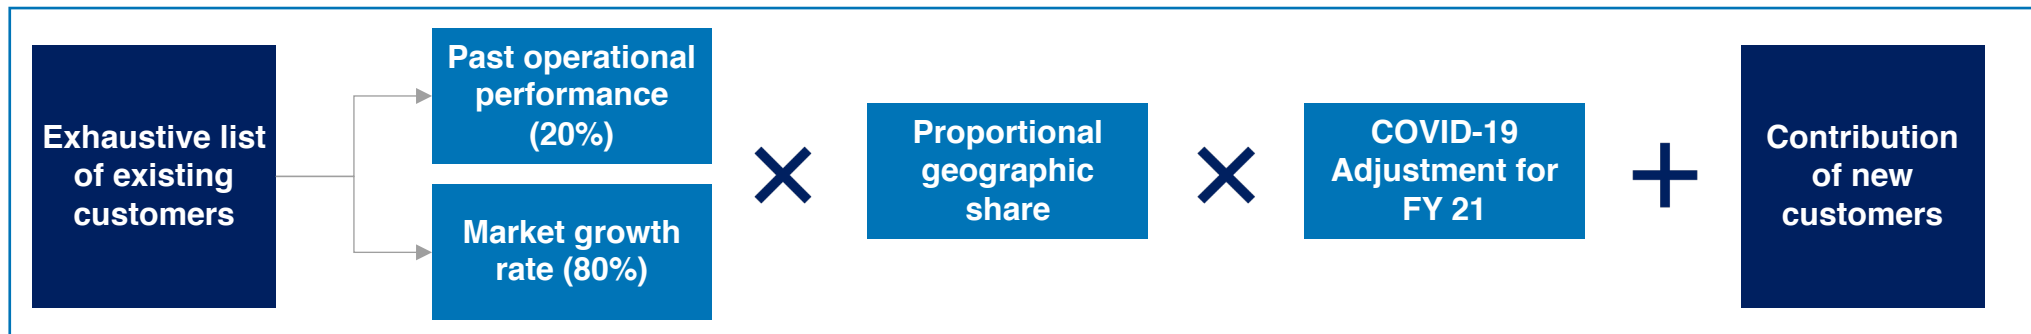 Exhaustive list
of existing
customers
Past operational
performance
(20%)
Market growth
rate (80%)
Proportional
geographic
share
COVID-19
Adjustment for
FY 21
Contribution
of new
customers